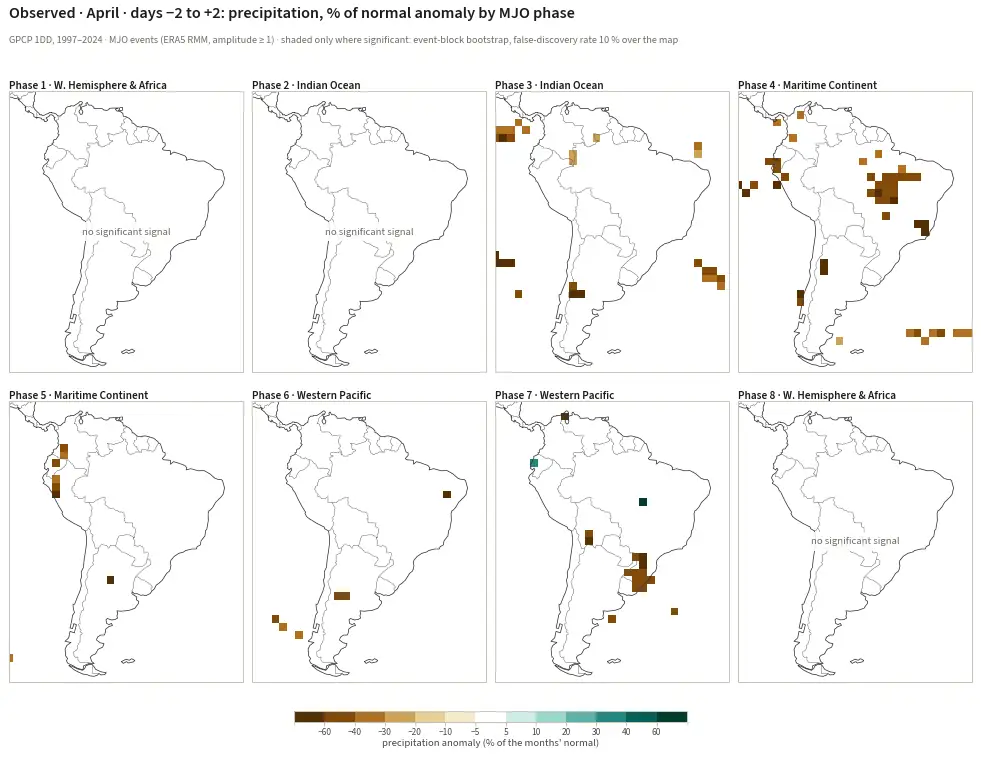 Observed · April · days −2 to +2: precipitation, % of normal anomaly by MJO phase
GPCP 1DD, 1997–2024 · MJO events (ERA5 RMM, amplitude ≥ 1) · shaded only where significant: event-block bootstrap, false-discovery rate 10 % over the map
Phase 1 · W. Hemisphere & Africa
Phase 2 · Indian Ocean
Phase 3 · Indian Ocean
Phase 4 · Maritime Continent
no significant signal
no significant signal
Phase 5 · Maritime Continent
Phase 6 · Western Pacific
Phase 7 · Western Pacific
Phase 8 · W. Hemisphere & Africa
no significant signal
−60 −40 −30 −20 −10 −5 5 10 20 30 40 60
precipitation anomaly (% of the months' normal)